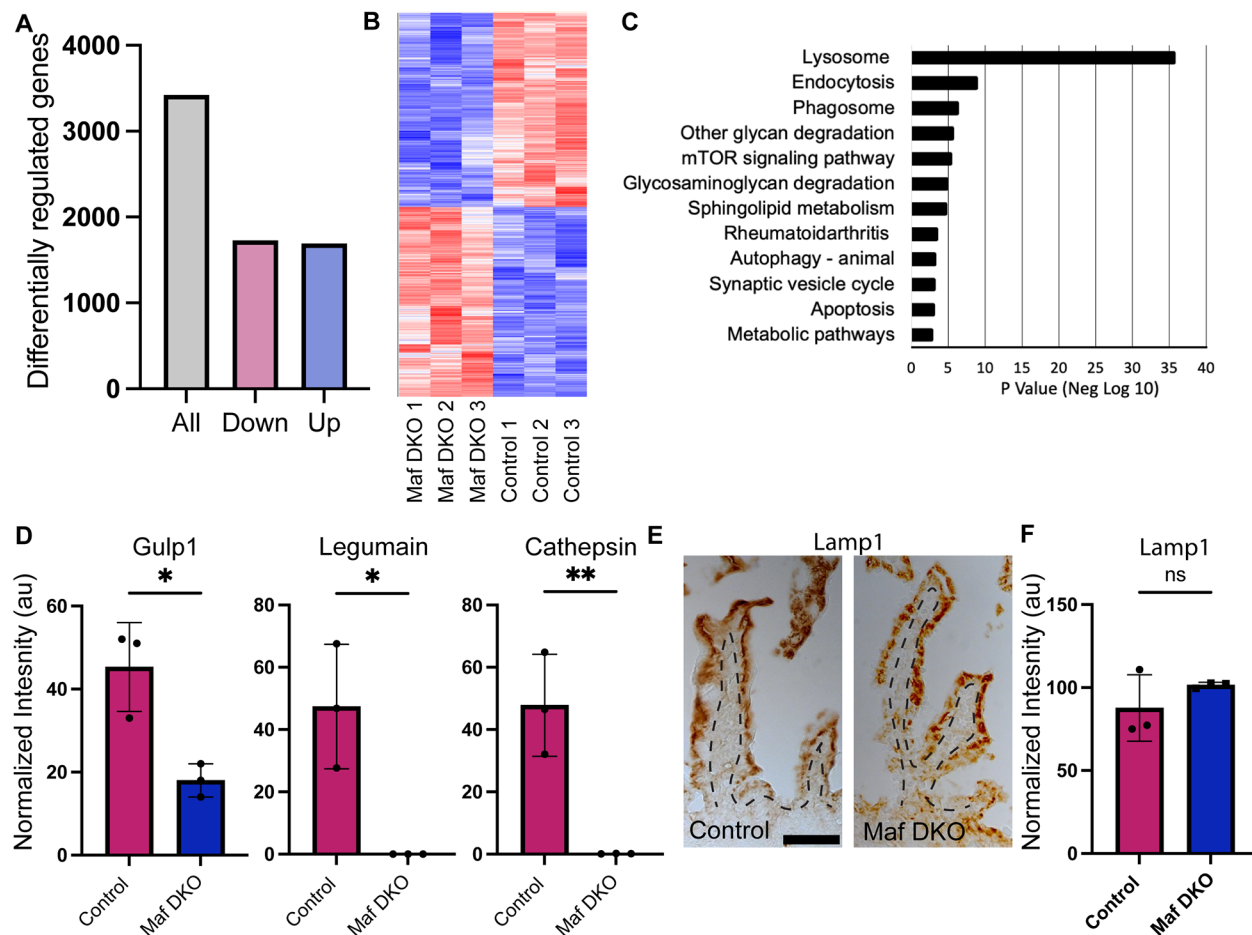 A
Differentially regulated genes
4000
3000
2000
1000
0
All Down Up
B
Maf DKO 1
Maf DKO 2
Maf DKO 3
Control 1
Control 2
Control 3
C
Lysosome
Endocytosis
Phagosome
Other glycan degradation
mTOR signaling pathway
Glycosaminoglycan degradation
Sphingolipid metabolism
Rheumatoidarthritis
Autophagy - animal
Synaptic vesicle cycle
Apoptosis
Metabolic pathways
0 5 10 15 20 25 30 35 40
P Value (Neg Log 10)
D
Normalized Intesnity (au)
Gulp1
*
60
40
20
0
Control
Maf DKO
Legumain
*
80
60
40
20
0
Control
Maf DKO
Cathepsin
**
80
60
40
20
0
Control
Maf DKO
E
Lamp1
Control
Maf DKO
F
Lamp1
ns
Normalized Intesnity (au)
150
100
50
0
Control
Maf DKO